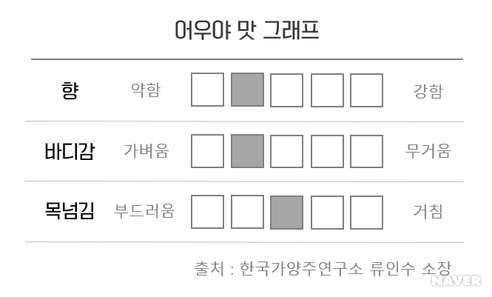 어우야 맛 그래프
향 약함 강함
바디감 가벼움 무거움
목넘김 부드러움 거침
출처 : 한국가양주연구소 류인수 소장
NAVER